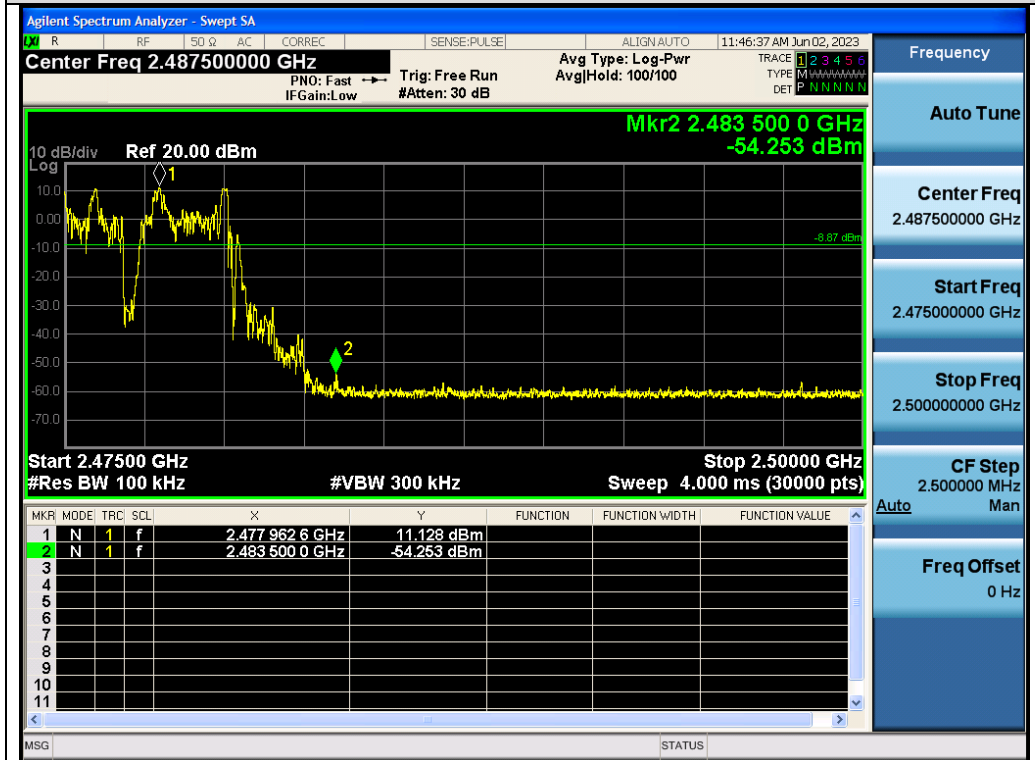 Agilent Spectrum Analyzer - Swept SA
LXI R RF 50 Ω AC CORREC SENSE:PULSE ALIGN AUTO 11:46:37 AM Jun 02, 2023
Center Freq 2.487500000 GHz
PNO: Fast
IFGain:Low
Trig: Free Run
#Atten: 30 dB
Avg Type: Log-Pwr
Avg|Hold: 100/100
TRACE 1 2 3 4 5 6
TYPE M W W W W W
DET P N N N N N
Mkr2 2.483 500 0 GHz
-54.253 dBm
10 dB/div Ref 20.00 dBm
Log
1
10.0
0.00
-8.87 dBm
-10.0
-20.0
-30.0
-40.0
2
-50.0
-60.0
-70.0
Start 2.47500 GHz Stop 2.50000 GHz
#Res BW 100 kHz #VBW 300 kHz Sweep 4.000 ms (30000 pts)
MKR MODE TRC SCL X Y FUNCTION FUNCTION WIDTH FUNCTION VALUE
1 N 1 f 2.477 962 6 GHz 11.128 dBm
2 N 1 f 2.483 500 0 GHz -54.253 dBm
3
4
5
6
7
8
9
10
11
MSG STATUS
Frequency
Auto Tune
Center Freq
2.487500000 GHz
Start Freq
2.475000000 GHz
Stop Freq
2.500000000 GHz
CF Step
2.500000 MHz
Auto Man
Freq Offset
0 Hz